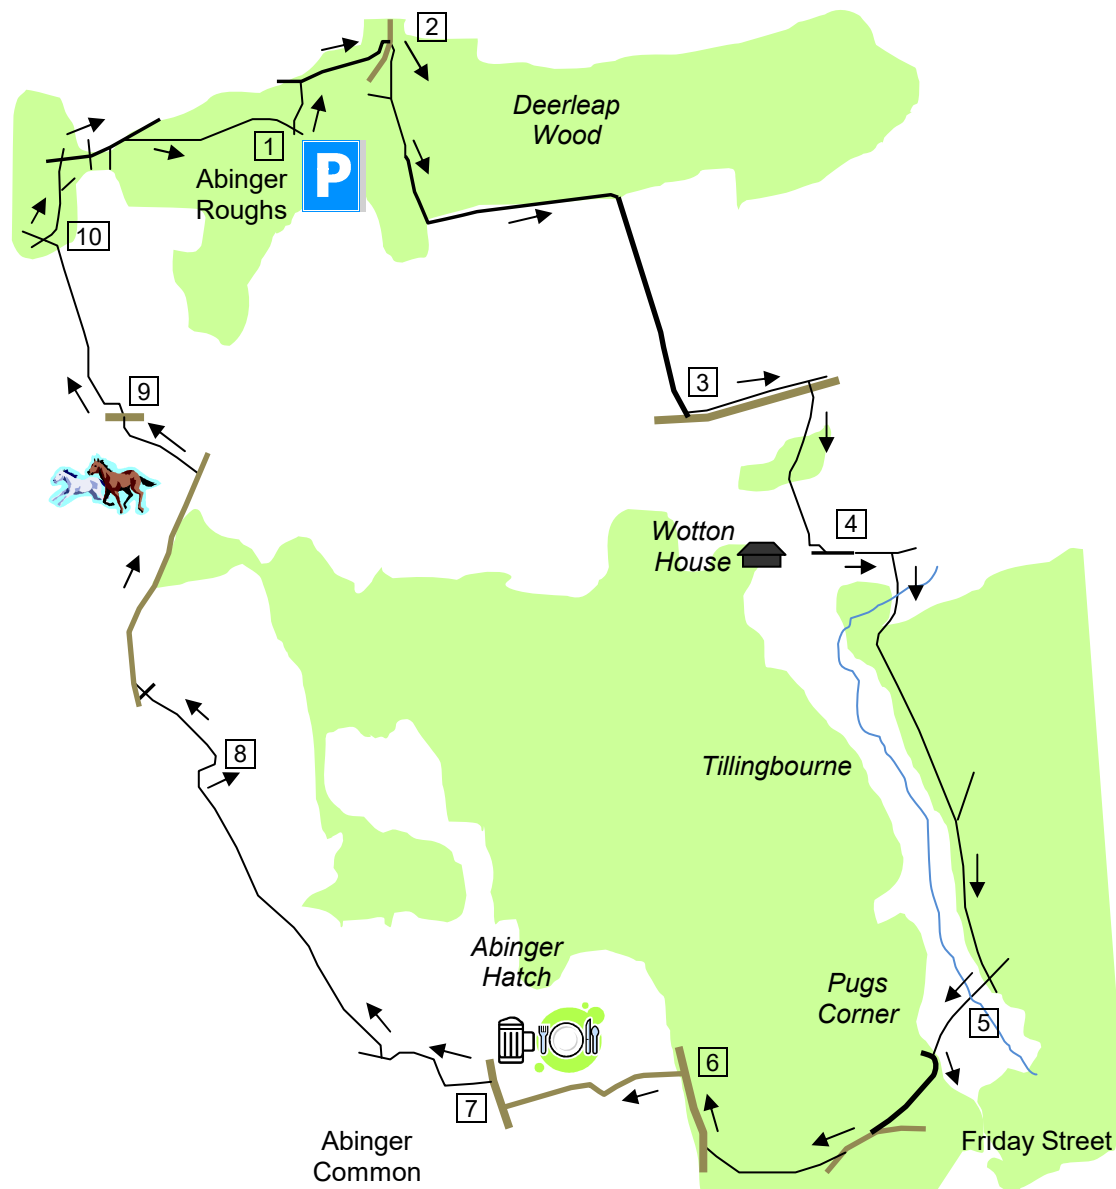 2
Deerleap
Wood
1
P
Abinger
Roughs
10
3
9
4
Wotton
House
8
Tillingbourne
Abinger
Hatch
Pugs
Corner
5
6
7
Abinger
Common
Friday Street